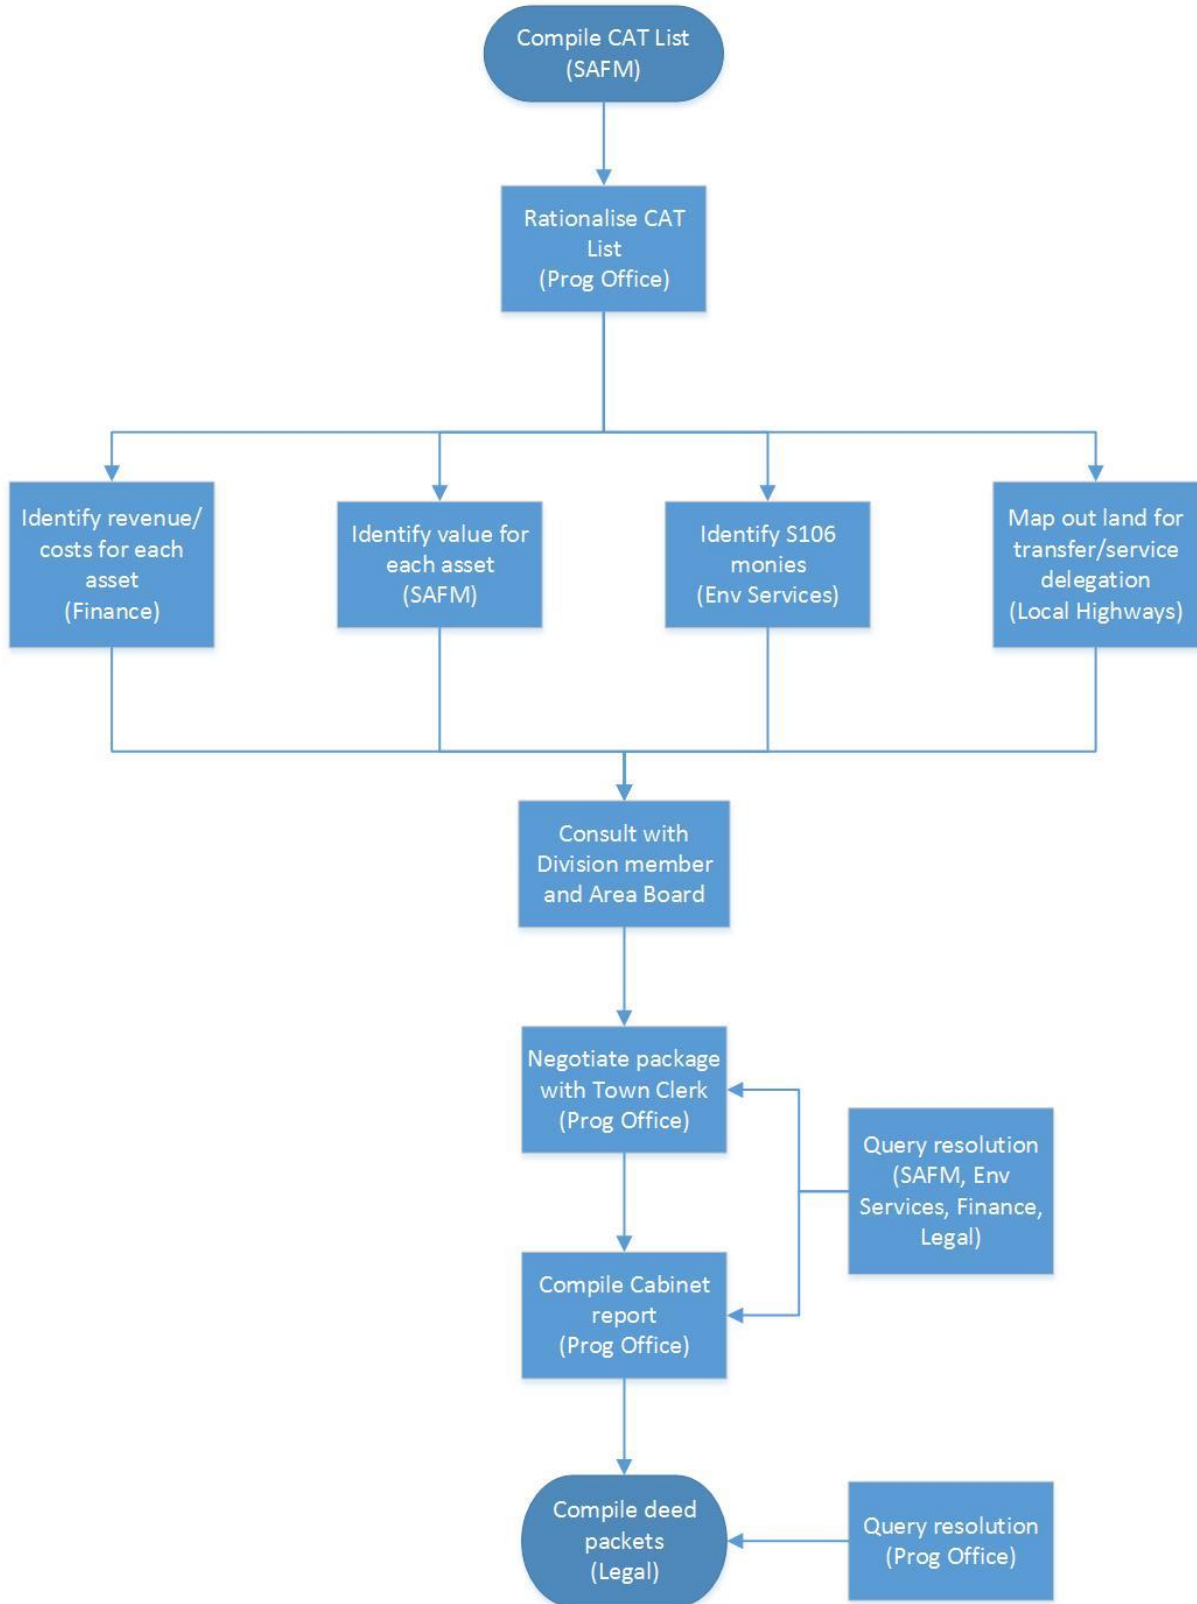 Compile CAT List
(SAFM)
Rationalise CAT
List
(Prog Office)
Identify revenue/
costs for each
asset
(Finance)
Identify value for
each asset
(SAFM)
Identify S106
monies
(Env Services)
Map out land for
transfer/service
delegation
(Local Highways)
Consult with
Division member
and Area Board
Negotiate package
with Town Clerk
(Prog Office)
Query resolution
(SAFM, Env
Services, Finance,
Legal)
Compile Cabinet
report
(Prog Office)
Compile deed
packets
(Legal)
Query resolution
(Prog Office)